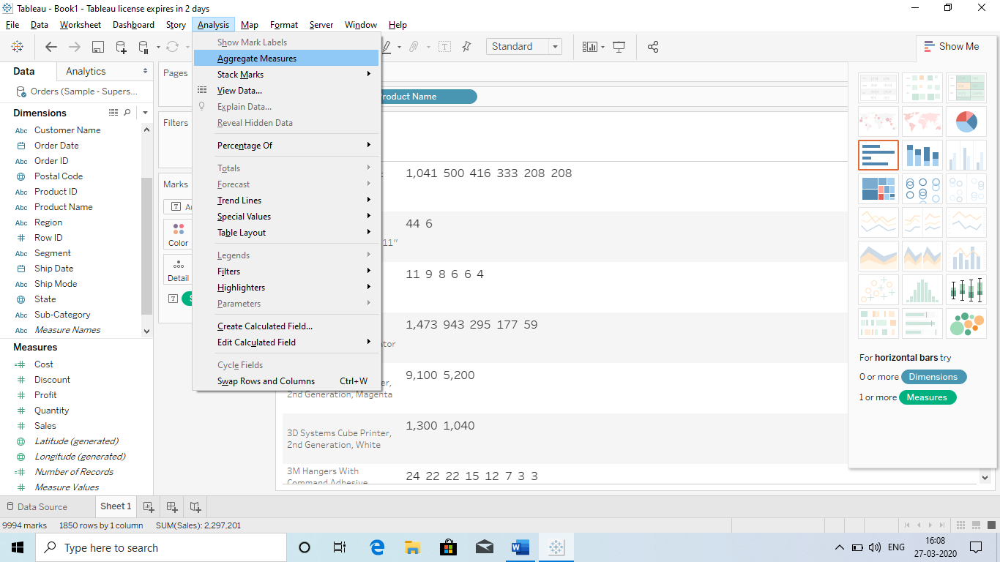 Tableau - Book1 - Tableau license expires in 2 days
File Data Worksheet Dashboard Story Analysis Map Format Server Window Help
Standard
Show Me
Data Analytics
Orders (Sample - Supers...
Dimensions
Abc Customer Name
Order Date
Abc Order ID
Postal Code
Abc Product ID
Abc Product Name
Abc Region
Row ID
Abc Segment
Ship Date
Abc Ship Mode
State
Abc Sub-Category
Abc Measure Names
Measures
Cost
Discount
Profit
Quantity
Sales
Latitude (generated)
Longitude (generated)
Number of Records
Measure Values
Pages
Filters
Marks
Color
Detail
Show Mark Labels
Aggregate Measures
Stack Marks
View Data...
Explain Data...
Reveal Hidden Data
Percentage Of
Totals
Forecast
Trend Lines
Special Values
Table Layout
Legends
Filters
Highlighters
Parameters
Create Calculated Field...
Edit Calculated Field
Cycle Fields
Swap Rows and Columns Ctrl+W
roduct Name
1,041 500 416 333 208 208
44 6
11"
11 9 8 6 6 4
1,473 943 295 177 59
ator
9,100 5,200
er,
2nd Generation, Magenta
1,300 1,040
3D Systems Cube Printer,
2nd Generation, White
24 22 22 15 12 7 3 3
3M Hangers With
Command Adhesive
For horizontal bars try
0 or more Dimensions
1 or more Measures
Data Source Sheet 1
9994 marks 1850 rows by 1 column SUM(Sales): 2,297,201
Type here to search
ENG
16:08
27-03-2020